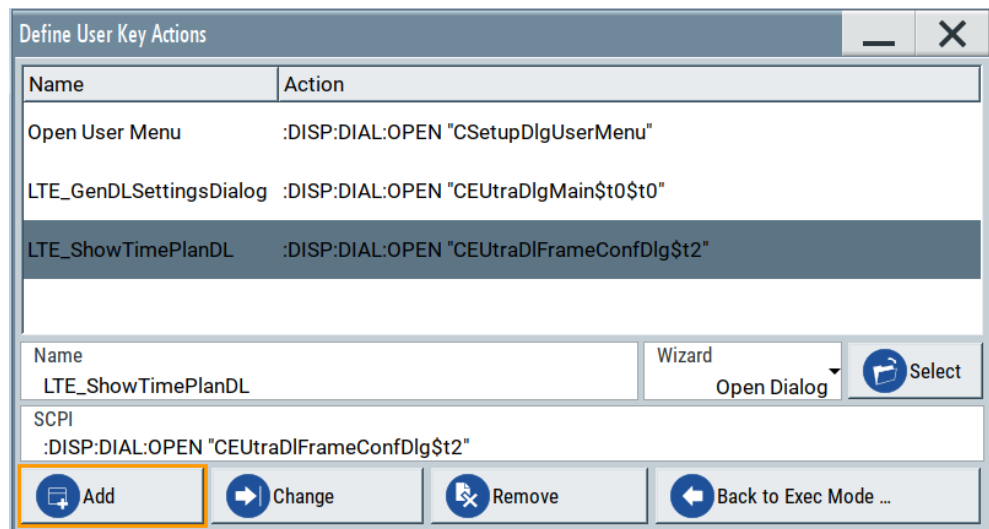 Define User Key Actions
Name Action
Open User Menu :DISP:DIAL:OPEN "CSetupDlgUserMenu"
LTE_GenDLSettingsDialog :DISP:DIAL:OPEN "CEUtraDlgMain$t0$t0"
LTE_ShowTimePlanDL :DISP:DIAL:OPEN "CEUtraDlFrameConfDlg$t2"
Name Wizard
LTE_ShowTimePlanDL Open Dialog Select
SCPI
:DISP:DIAL:OPEN "CEUtraDlFrameConfDlg$t2"
Add Change Remove Back to Exec Mode ...